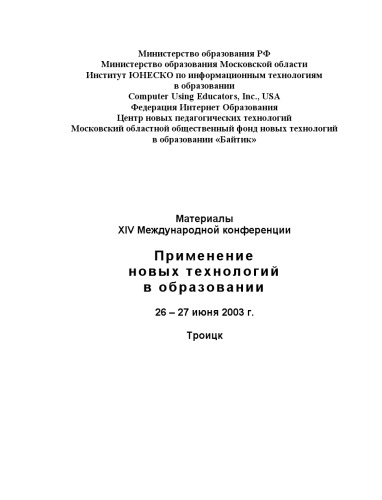 Министерство образования РФ
Министерство образования Московской области
Институт ЮНЕСКО по информационным технологиям
в образовании
Computer Using Educators, Inc., USA
Федерация Интернет Образования
Центр новых педагогических технологий
Московский областной общественный фонд новых технологий
в образовании «Байтик»
Материалы
XIV Международной конференции
Применение
новых технологий
в образовании
26 – 27 июня 2003 г.
Троицк